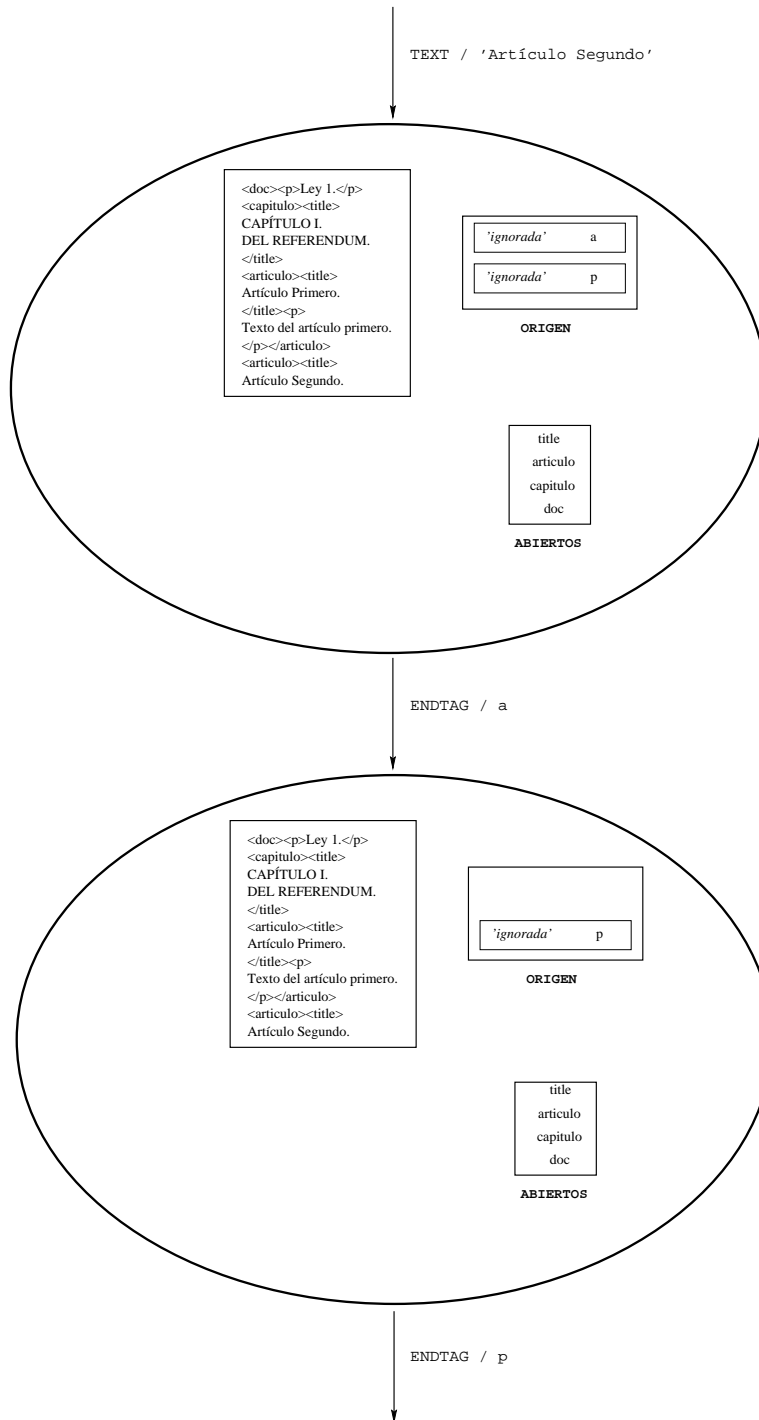 TEXT / ’Artículo Segundo’
<doc><p>Ley 1.</p>
<capitulo><title>
CAPÍTULO I.
DEL REFERENDUM.
</title>
<articulo><title>
Artículo Primero.
</title><p>
Texto del artículo primero.
</p></articulo>
<articulo><title>
Artículo Segundo.
’ignorada’ a
’ignorada’ p
ORIGEN
title
articulo
capitulo
doc
ABIERTOS
ENDTAG / a
<doc><p>Ley 1.</p>
<capitulo><title>
CAPÍTULO I.
DEL REFERENDUM.
</title>
<articulo><title>
Artículo Primero.
</title><p>
Texto del artículo primero.
</p></articulo>
<articulo><title>
Artículo Segundo.
’ignorada’ p
ORIGEN
title
articulo
capitulo
doc
ABIERTOS
ENDTAG / p